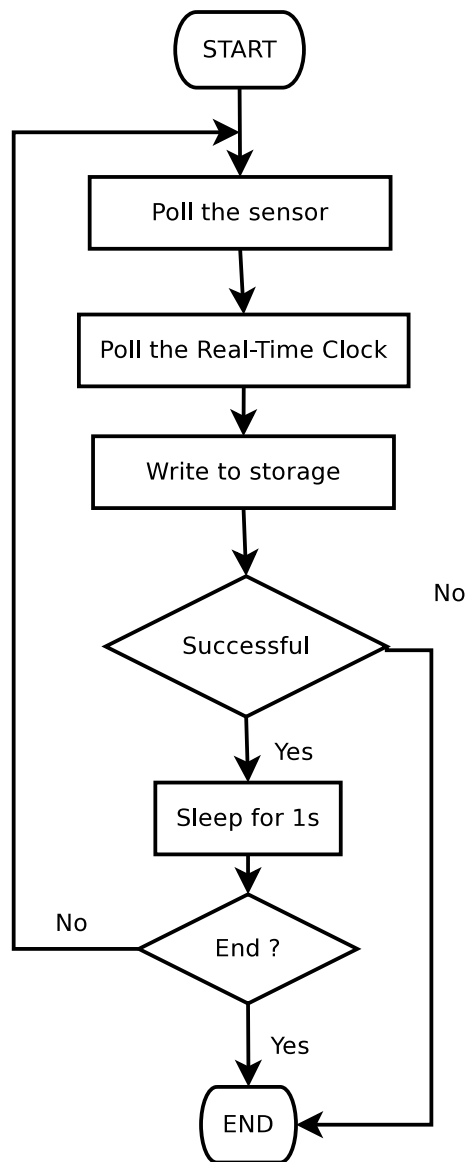 START
Poll the sensor
Poll the Real-Time Clock
Write to storage
No
Successful
Yes
Sleep for 1s
No
End ?
Yes
END